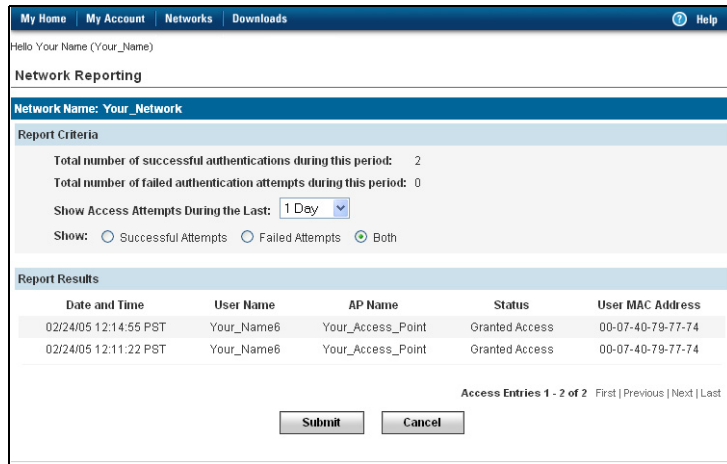 My Home My Account Networks Downloads ? Help
Hello Your Name (Your_Name)
Network Reporting
Network Name: Your_Network
Report Criteria
Total number of successful authentications during this period: 2
Total number of failed authentication attempts during this period: 0
Show Access Attempts During the Last: 1 Day
Show: Successful Attempts Failed Attempts Both
Report Results
Date and Time User Name AP Name Status User MAC Address
02/24/05 12:14:55 PST Your_Name6 Your_Access_Point Granted Access 00-07-40-79-77-74
02/24/05 12:11:22 PST Your_Name6 Your_Access_Point Granted Access 00-07-40-79-77-74
Access Entries 1 - 2 of 2 First | Previous | Next | Last
Submit Cancel